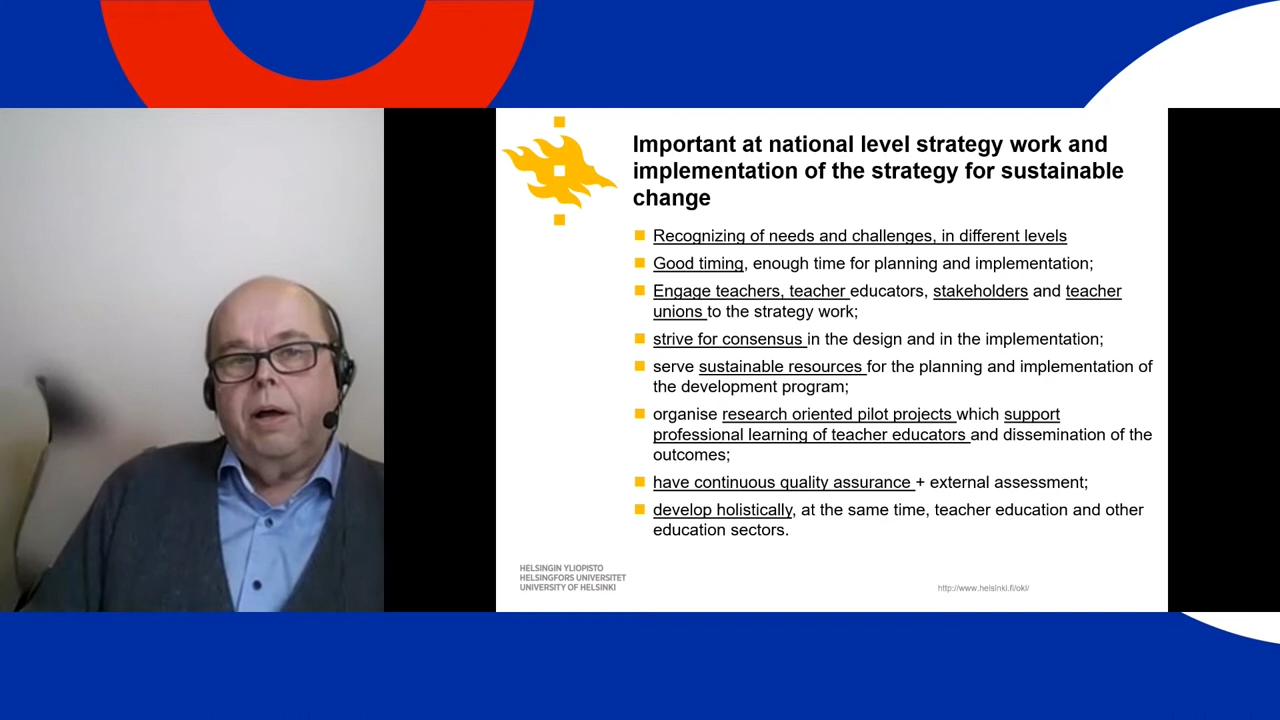 Important at national level strategy work and
implementation of the strategy for sustainable
change
Recognizing of needs and challenges, in different levels
Good timing, enough time for planning and implementation;
Engage teachers, teacher educators, stakeholders and teacher
unions to the strategy work;
strive for consensus in the design and in the implementation;
serve sustainable resources for the planning and implementation of
the development program;
organise research oriented pilot projects which support
professional learning of teacher educators and dissemination of the
outcomes;
have continuous quality assurance + external assessment;
develop holistically, at the same time, teacher education and other
education sectors.
HELSINGIN YLIOPISTO
HELSINGFORS UNIVERSITET
UNIVERSITY OF HELSINKI
http://www.helsinki.fi/okl/